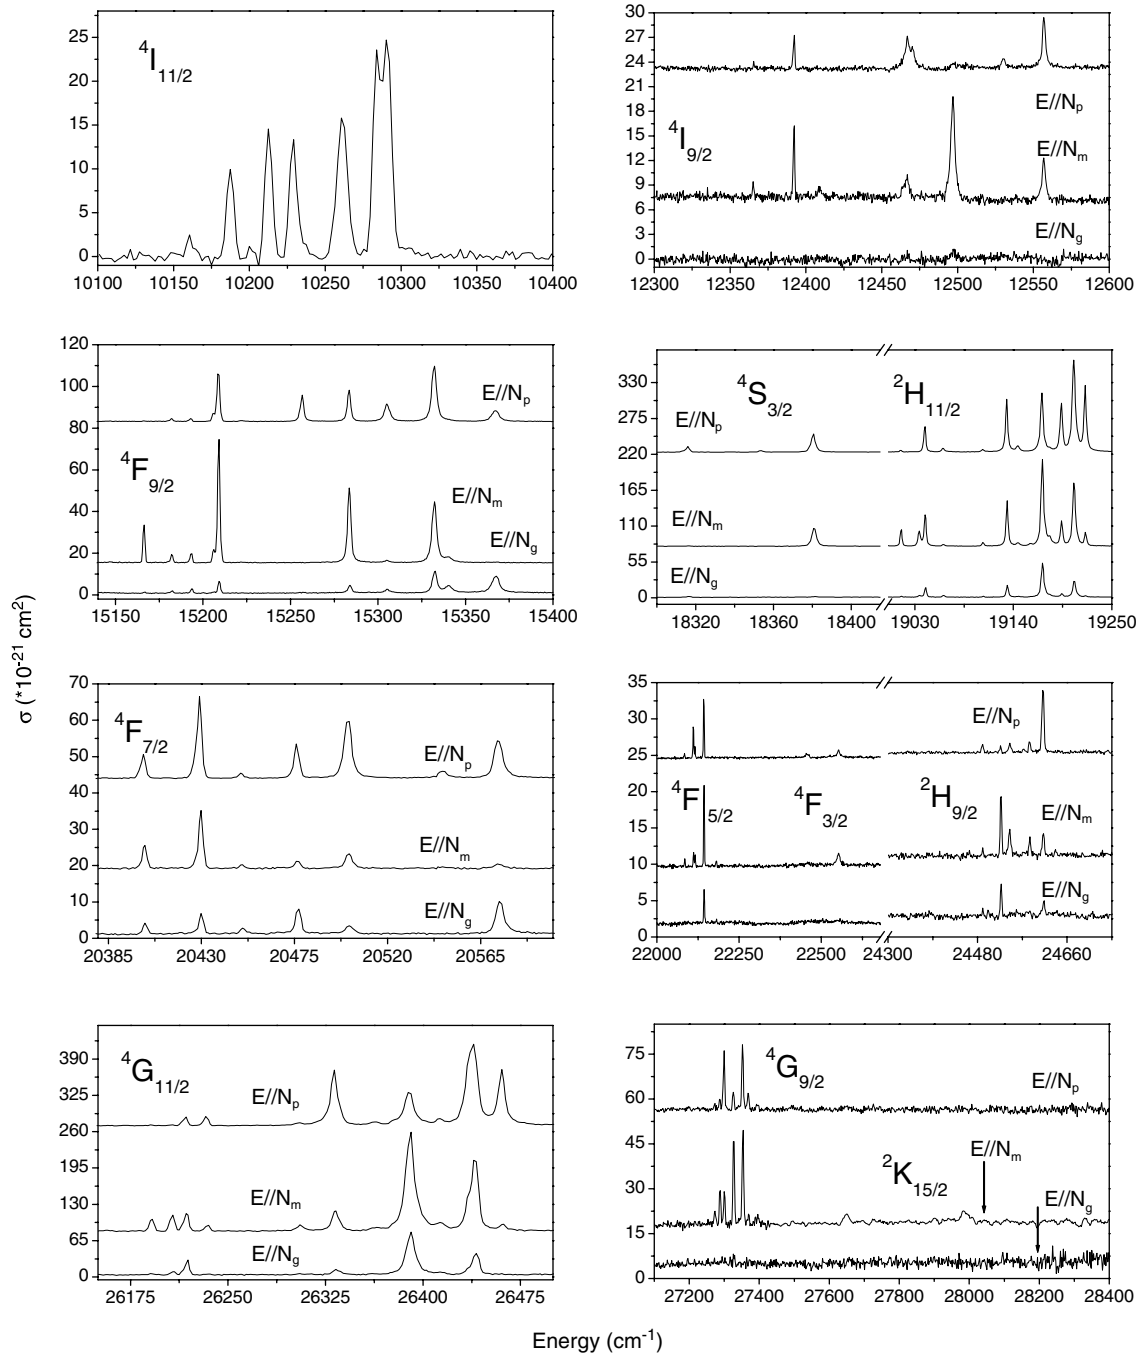 25
20
15
10
5
0
4I11/2
10100 10150 10200 10250 10300 10350 10400
30
27
24
21
18
15
12
9
6
3
0
E//Np
4I9/2
E//Nm
E//Ng
12300 12350 12400 12450 12500 12550 12600
120
100
80
60
40
20
0
E//Np
4F9/2
E//Nm
E//Ng
15150 15200 15250 15300 15350 15400
330
275
220
165
110
55
0
4S3/2 2H11/2
E//Np
E//Nm
E//Ng
18320 18360 18400 19030 19140 19250
σ (*10-21 cm2)
70
60
50
40
30
20
10
0
4F7/2
E//Np
E//Nm
E//Ng
20385 20430 20475 20520 20565
35
30
25
20
15
10
5
0
E//Np
4F5/2 4F3/2 2H9/2
E//Nm
E//Ng
22000 22250 22500 24300 24480 24660
390
325
260
195
130
65
0
4G11/2
E//Np
E//Nm
E//Ng
26175 26250 26325 26400 26475
75
60
45
30
15
0
4G9/2
E//Np
E//Nm
2K15/2
E//Ng
27200 27400 27600 27800 28000 28200 28400
Energy (cm-1)